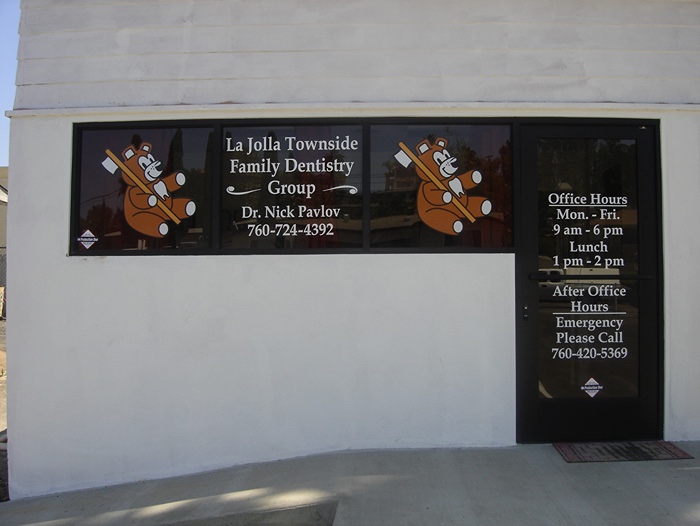 La Jolla Townside
Family Dentistry
Group
Dr. Nick Pavlov
760-724-4392
Office Hours
Mon. - Fri.
9 am - 6 pm
Lunch
1 pm - 2 pm
After Office
Hours
Emergency
Please Call
760-420-5369